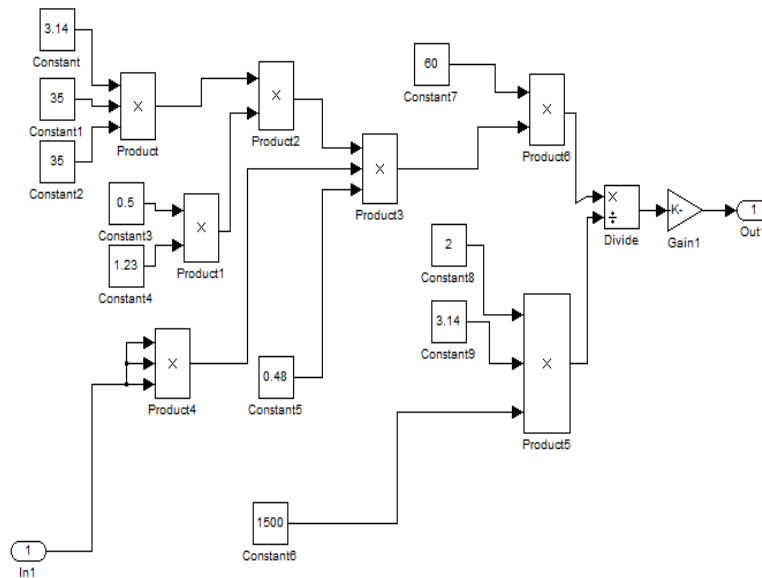 3.14
Constant
35
Constant1
35
Constant2
×
Product
×
Product2
0.5
Constant3
1.23
Constant4
×
Product1
×
Product3
60
Constant7
×
Product6
×
÷
Divide
K-
Gain1
1
Out1
2
Constant8
3.14
Constant9
×
Product5
×
Product4
0.48
Constant5
1500
Constant6
1
In1